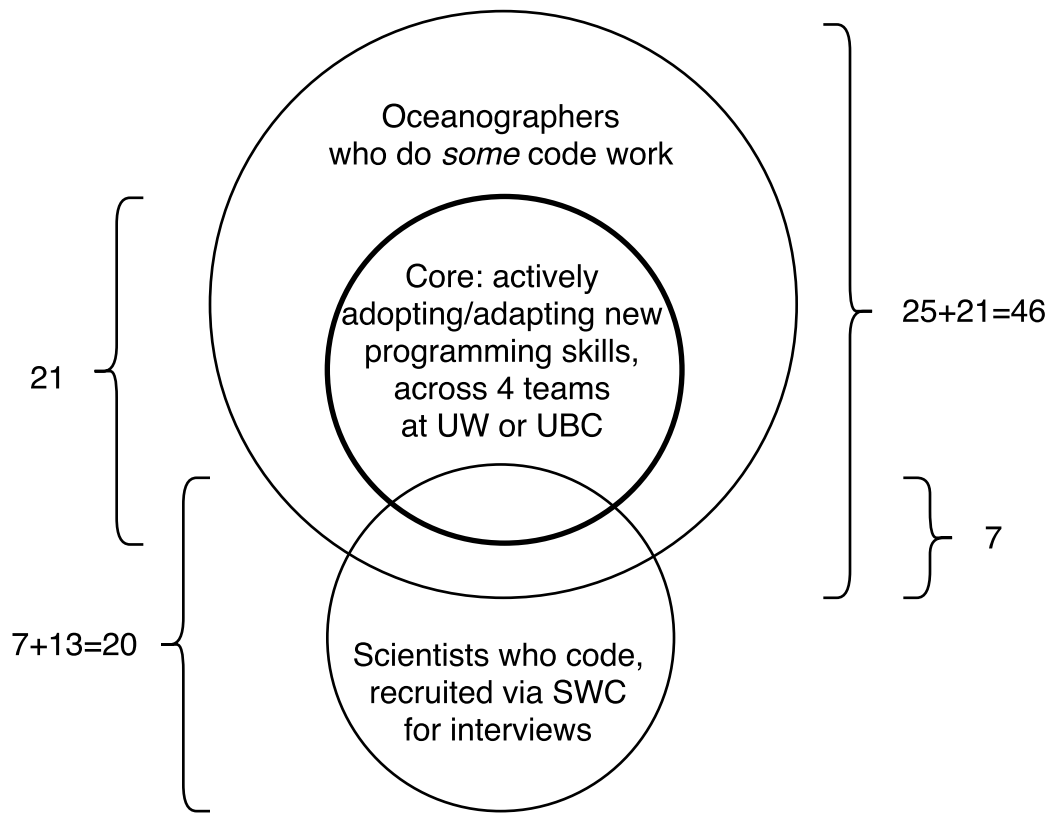 Oceanographers
who do some code work
Core: actively
adopting/adapting new
programming skills,
across 4 teams
at UW or UBC
21
25+21=46
7
7+13=20
Scientists who code,
recruited via SWC
for interviews